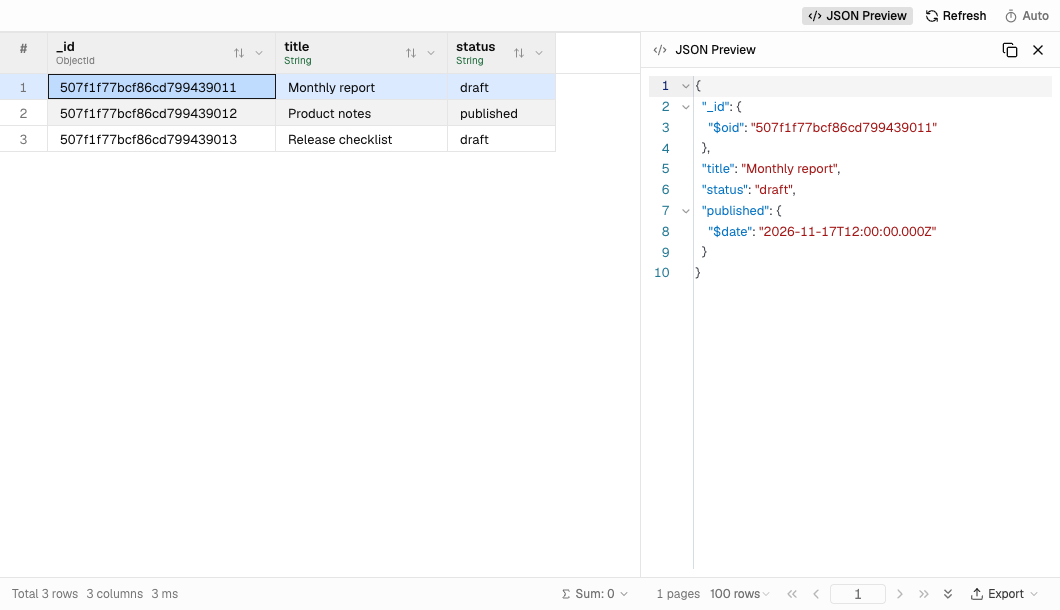 JSON Preview Refresh Auto
# _id title status
ObjectId String String
1 507f1f77bcf86cd799439011 Monthly report draft
2 507f1f77bcf86cd799439012 Product notes published
3 507f1f77bcf86cd799439013 Release checklist draft
</> JSON Preview
1 {
2 "_id": {
3 "$oid": "507f1f77bcf86cd799439011"
4 },
5 "title": "Monthly report",
6 "status": "draft",
7 "published": {
8 "$date": "2026-11-17T12:00:00.000Z"
9 }
10 }
Total 3 rows 3 columns 3 ms Σ Sum: 0 1 pages 100 rows 1 Export